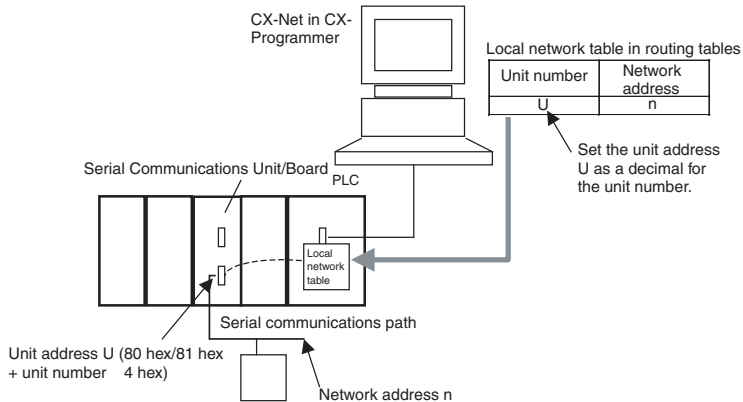 CX-Net in CX-
Programmer
Local network table in routing tables
Unit number
Network
address
U
n
Set the unit address
U as a decimal for
the unit number.
Serial Communications Unit/Board
PLC
Local
network
table
Serial communications path
Unit address U (80 hex/81 hex
+ unit number 4 hex)
Network address n